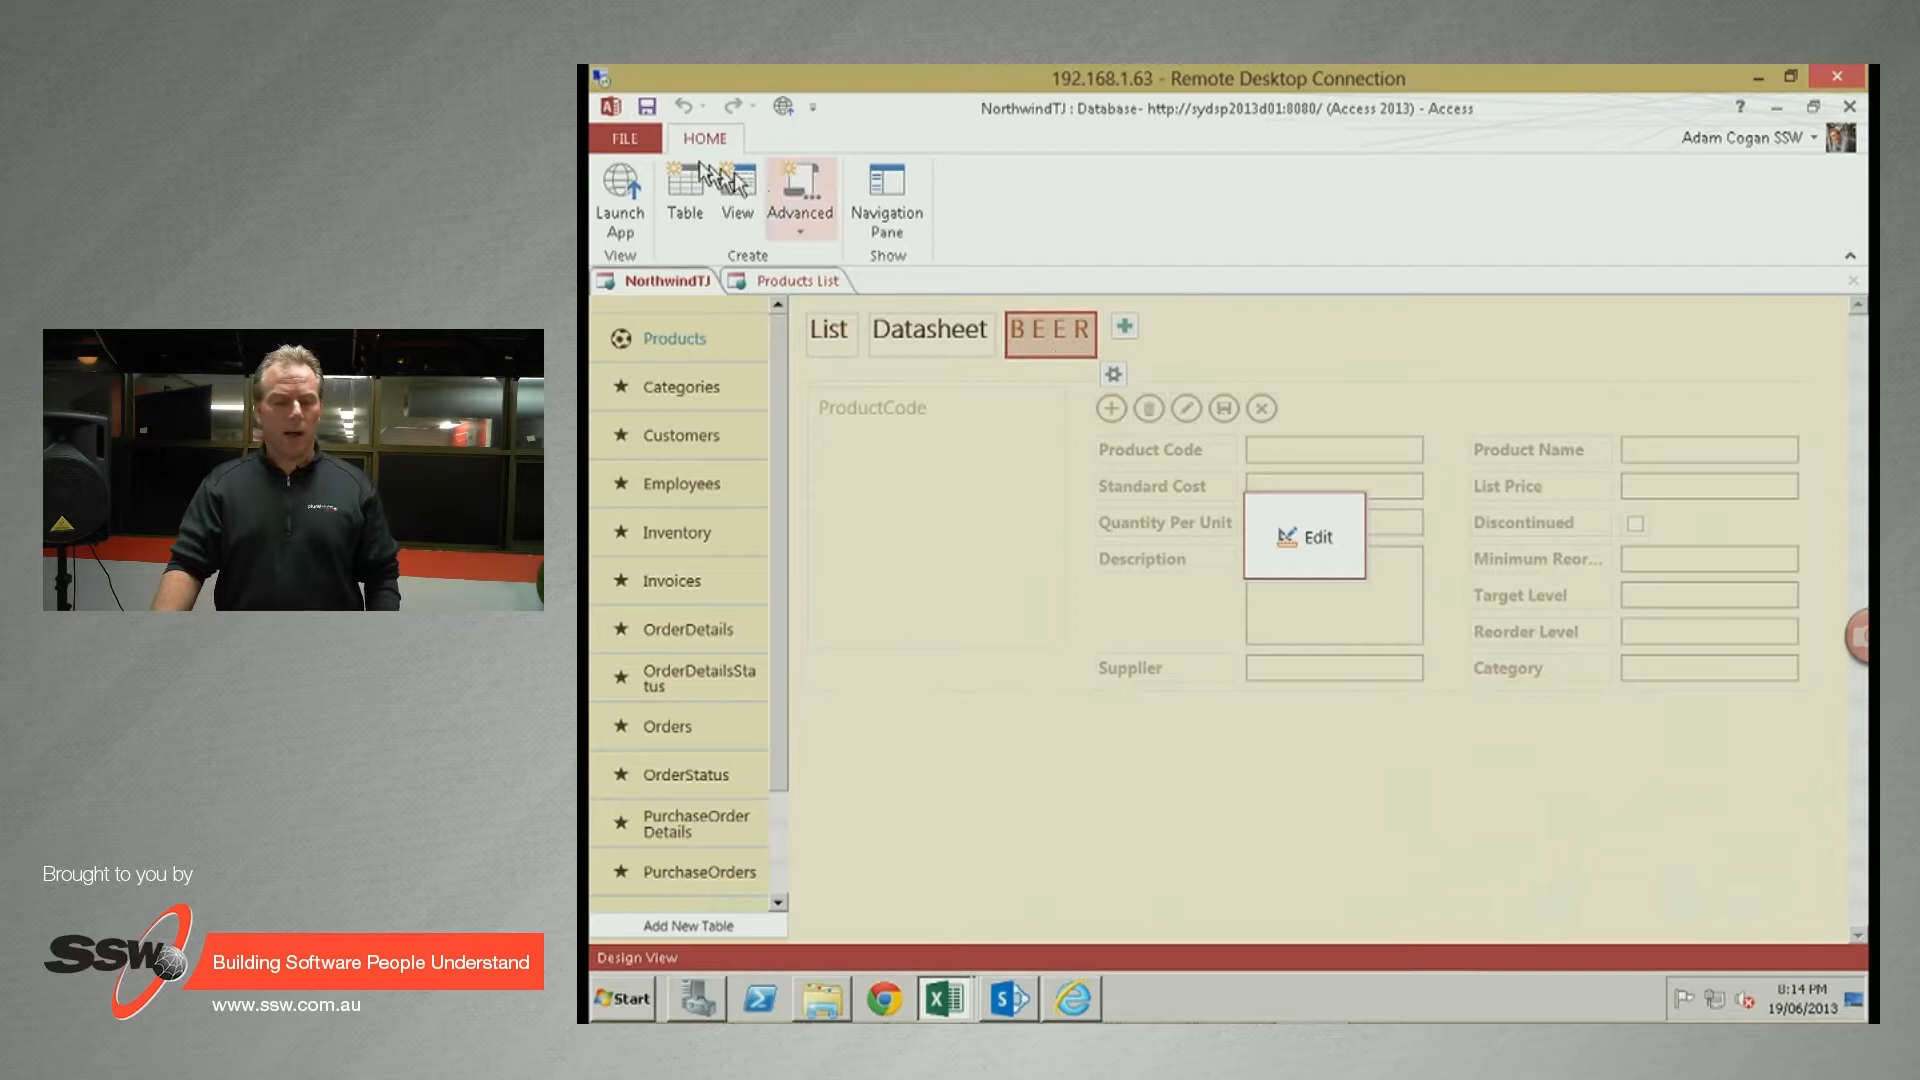 192.168.1.63 - Remote Desktop Connection
NorthwindTJ : Database- http://sydsp2013d01:8080/ (Access 2013) - Access
?
FILE
HOME
Adam Cogan SSW
Launch App
Table
View
Advanced
Navigation Pane
View
Create
Show
NorthwindTJ
Products List
Products
Categories
Customers
Employees
Inventory
Invoices
OrderDetails
OrderDetailsSta
tus
Orders
OrderStatus
PurchaseOrder
Details
PurchaseOrders
Add New Table
List
Datasheet
BEER
ProductCode
Product Code
Product Name
Standard Cost
List Price
Quantity Per Unit
Discontinued
Edit
Description
Minimum Reor...
Target Level
Reorder Level
Supplier
Category
Design View
Start
8:14 PM
19/06/2013
Brought to you by
SSW
Building Software People Understand
www.ssw.com.au